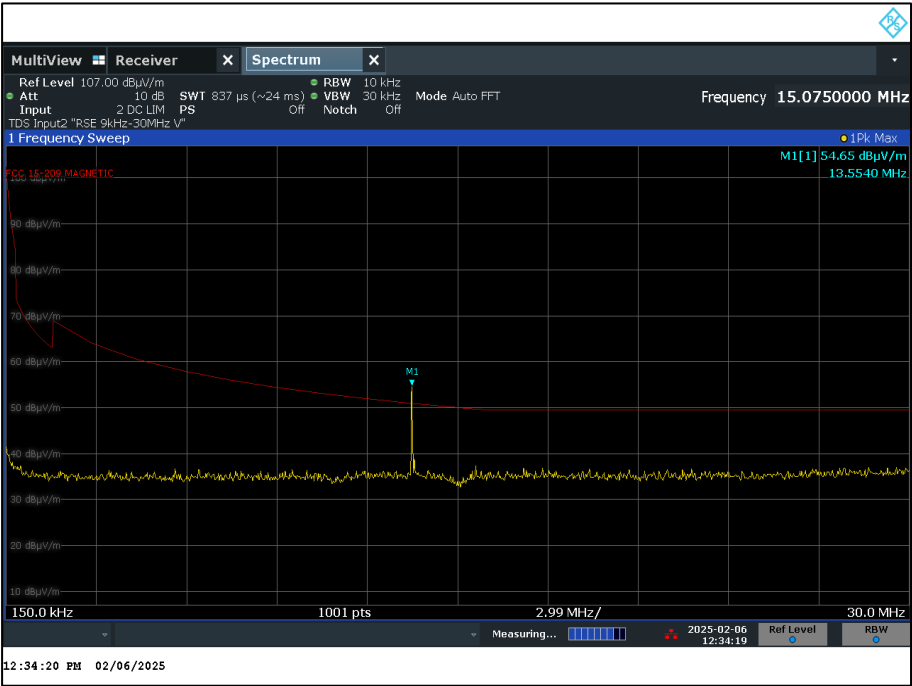 R S
MultiView Receiver X Spectrum X
Ref Level 107.00 dBµV/m RBW 10 kHz
Att 10 dB SWT 837 µs (~24 ms) VBW 30 kHz Mode Auto FFT Frequency 15.0750000 MHz
Input 2 DC LIM PS Off Notch Off
TDS Input2 "RSE 9kHz-30MHz V"
1 Frequency Sweep 1Pk Max
M1[1] 54.65 dBµV/m
13.5540 MHz
FCC 15-209 MAGNETIC
100 dBµV/m
90 dBµV/m
80 dBµV/m
70 dBµV/m
60 dBµV/m
M1
50 dBµV/m
40 dBµV/m
30 dBµV/m
20 dBµV/m
10 dBµV/m
150.0 kHz 1001 pts 2.99 MHz/ 30.0 MHz
Measuring... 2025-02-06 Ref Level RBW
12:34:19
12:34:20 PM 02/06/2025